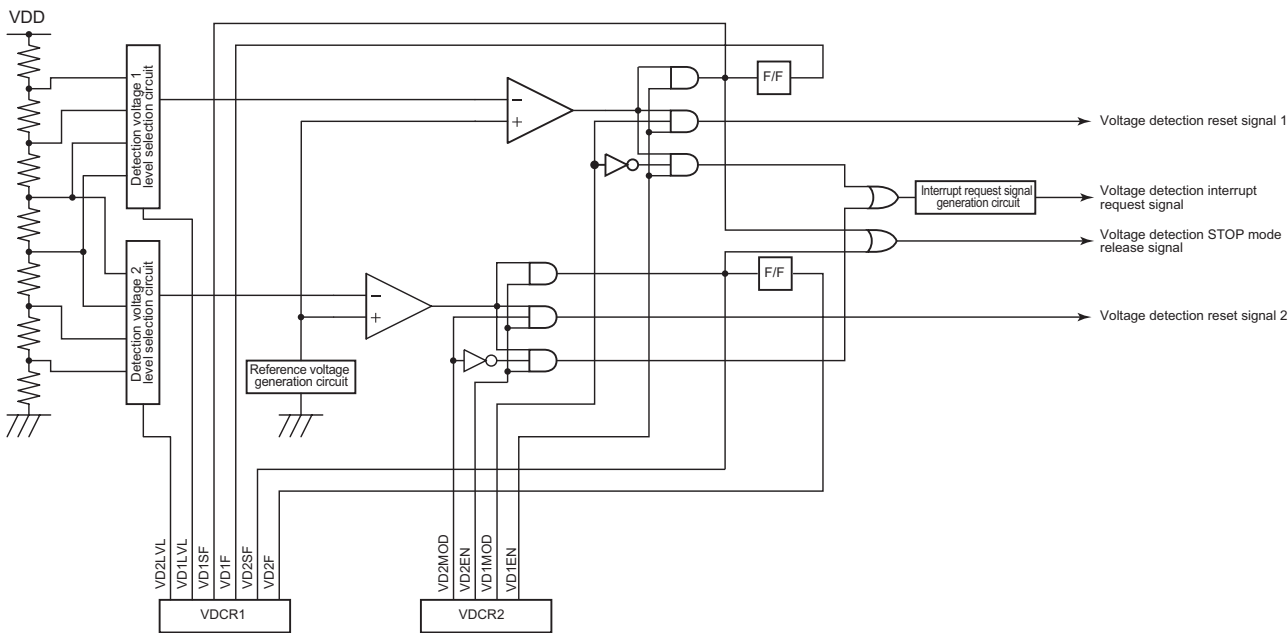 VDD
Detection voltage 1
level selection circuit
F/F
−
+
Voltage detection reset signal 1
Interrupt request signal
generation circuit
Voltage detection interrupt
request signal
Voltage detection STOP mode
release signal
Detection voltage 2
level selection circuit
F/F
−
+
Voltage detection reset signal 2
Reference voltage
generation circuit
VD2LVL
VD1LVL
VD1SF
VD1F
VD2SF
VD2F
VD2MOD
VD2EN
VD1MOD
VD1EN
VDCR1
VDCR2